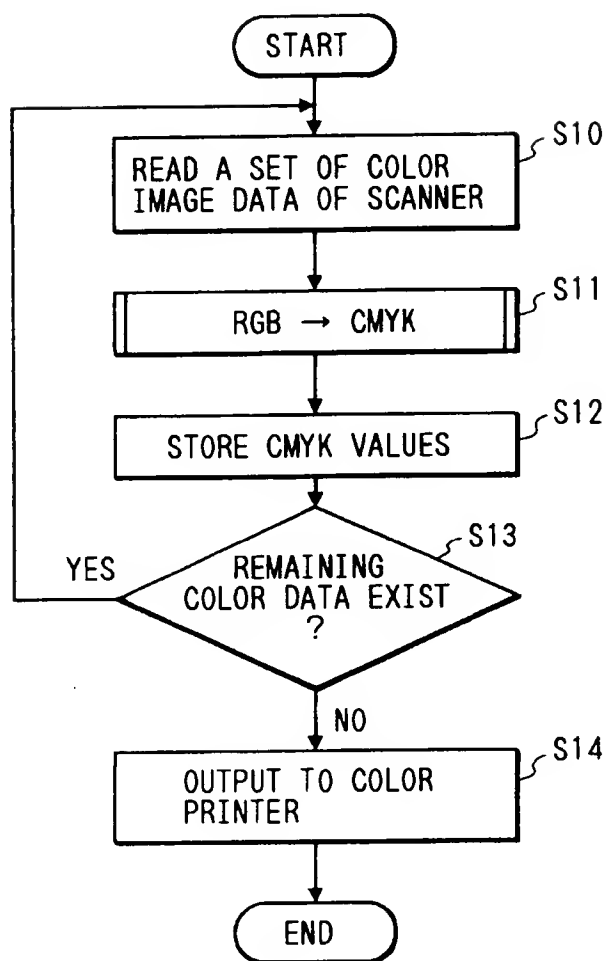 START
S10
READ A SET OF COLOR
IMAGE DATA OF SCANNER
S11
RGB → CMYK
S12
STORE CMYK VALUES
S13
YES
REMAINING
COLOR DATA EXIST
?
NO
S14
OUTPUT TO COLOR
PRINTER
END